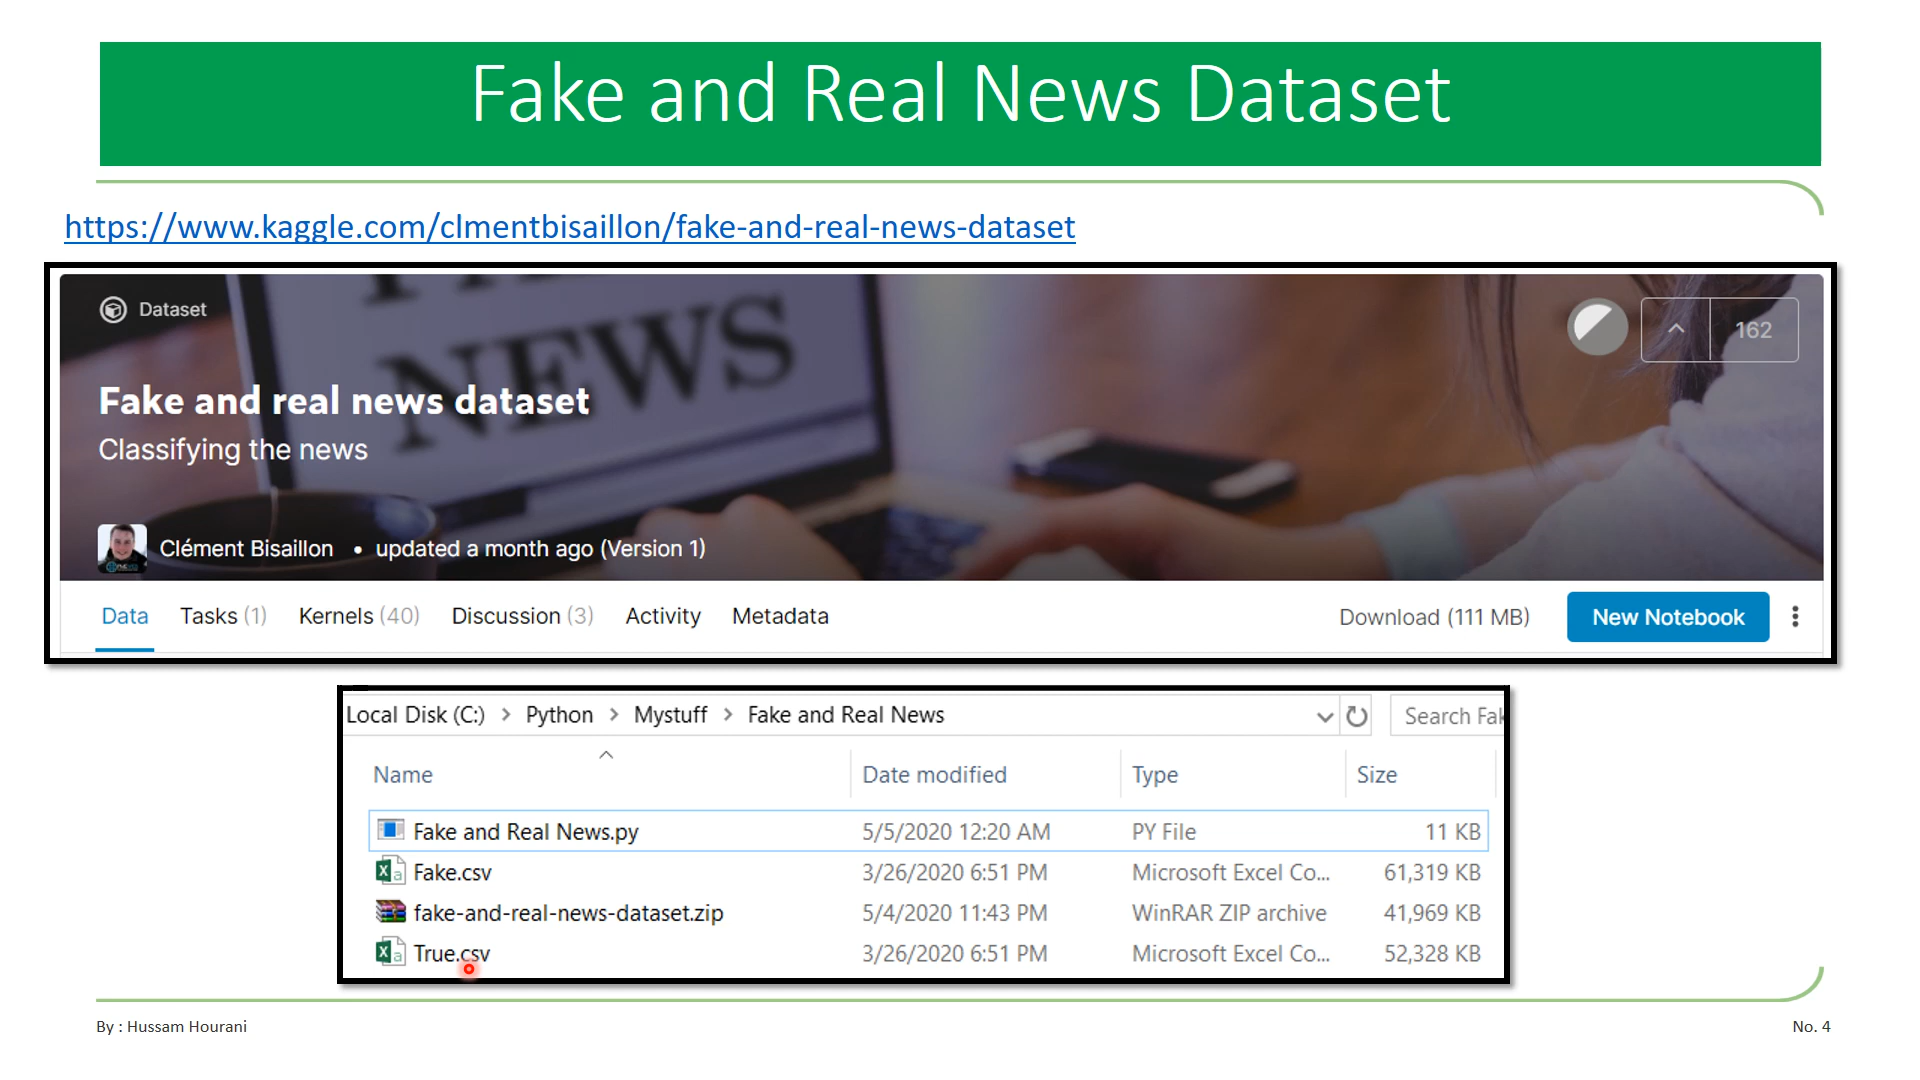 Fake and Real News Dataset
https://www.kaggle.com/clmentbisaillon/fake-and-real-news-dataset
Dataset
NEWS
162
Fake and real news dataset
Classifying the news
Clément Bisaillon • updated a month ago (Version 1)
Data Tasks (1) Kernels (40) Discussion (3) Activity Metadata Download (111 MB) New Notebook
Local Disk (C:) > Python > Mystuff > Fake and Real News Search Fak
Name Date modified Type Size
Fake and Real News.py 5/5/2020 12:20 AM PY File 11 KB
Fake.csv 3/26/2020 6:51 PM Microsoft Excel Co... 61,319 KB
fake-and-real-news-dataset.zip 5/4/2020 11:43 PM WinRAR ZIP archive 41,969 KB
True.csv 3/26/2020 6:51 PM Microsoft Excel Co... 52,328 KB
By : Hussam Hourani No. 4